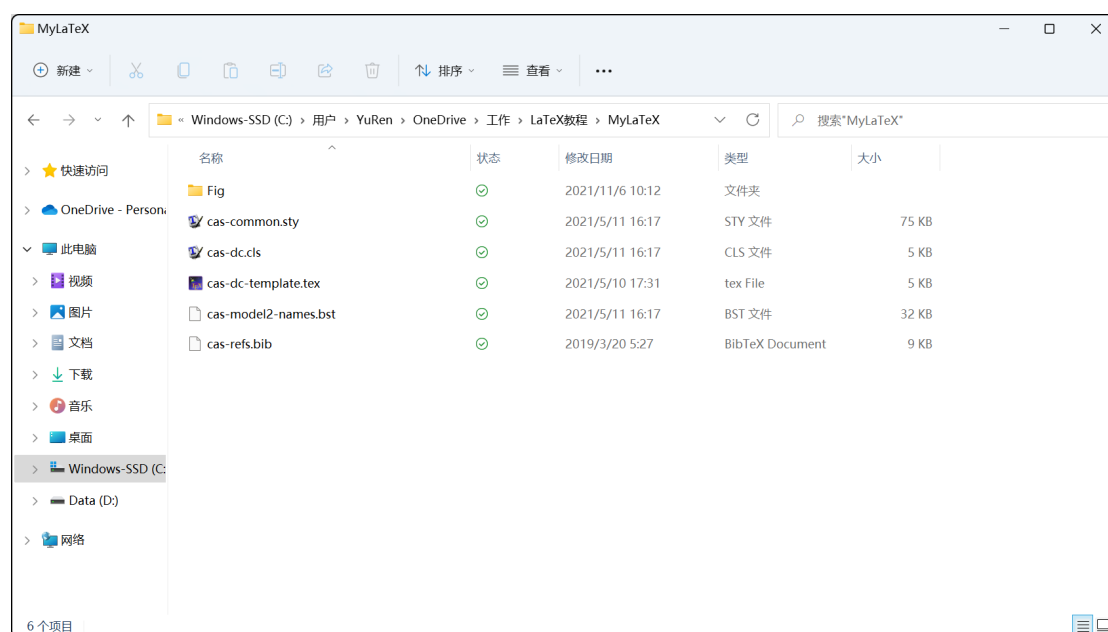 MyLaTeX
新建
排序
查看
« Windows-SSD (C:) › 用户 › YuRen › OneDrive › 工作 › LaTeX教程 › MyLaTeX
搜索"MyLaTeX"
名称 状态 修改日期 类型 大小
Fig 2021/11/6 10:12 文件夹
cas-common.sty 2021/5/11 16:17 STY 文件 75 KB
cas-dc.cls 2021/5/11 16:17 CLS 文件 5 KB
cas-dc-template.tex 2021/5/10 17:31 tex File 5 KB
cas-model2-names.bst 2021/5/11 16:17 BST 文件 32 KB
cas-refs.bib 2019/3/20 5:27 BibTeX Document 9 KB
快速访问
OneDrive - Persona
此电脑
视频
图片
文档
下载
音乐
桌面
Windows-SSD (C:
Data (D:)
网络
6 个项目